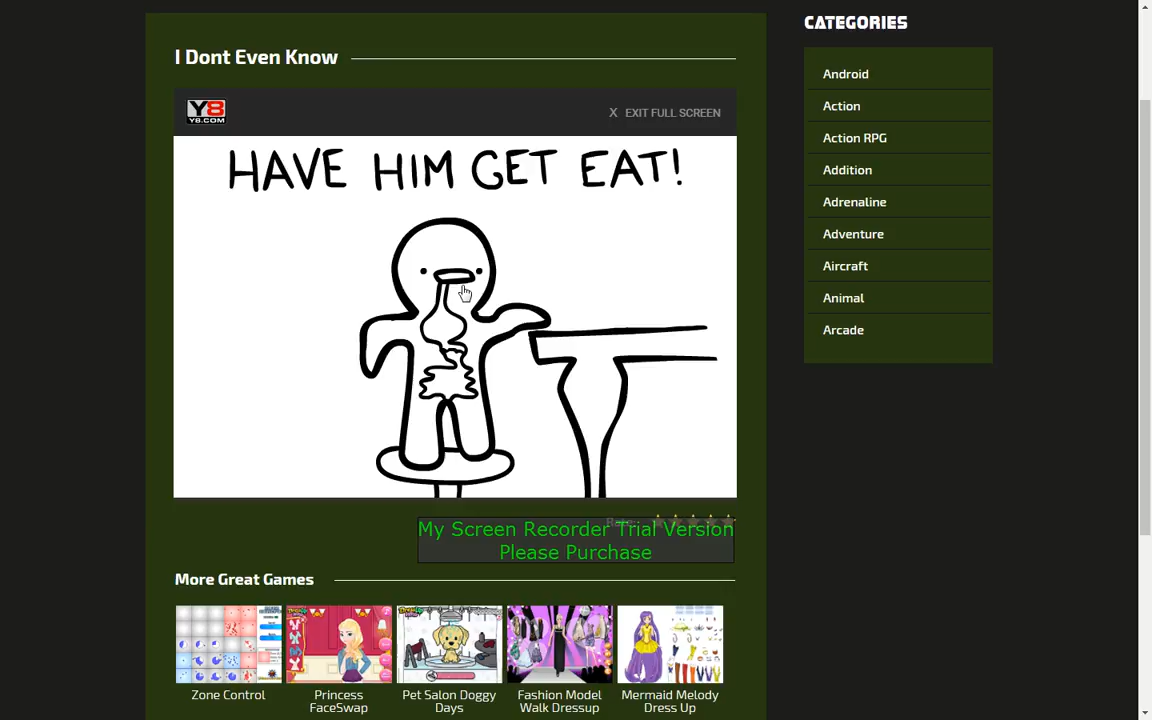 CATEGORIES
I Dont Even Know
Android
Y8
Y8.COM
X EXIT FULL SCREEN
Action
Action RPG
HAVE HIM GET EAT!
Addition
Adrenaline
Adventure
Aircraft
Animal
Arcade
Rate:
My Screen Recorder Trial Version
Please Purchase
More Great Games
Zone Control
Princess
FaceSwap
Pet Salon Doggy
Days
Fashion Model
Walk Dressup
Mermaid Melody
Dress Up